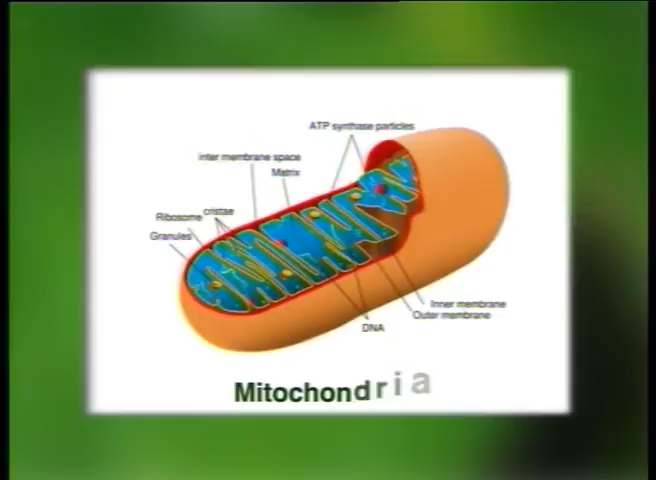 ATP synthase particles
Inter membrane space
Matrix
Ribosome
cristae
Granules
Inner membrane
Outer membrane
DNA
Mitochondria